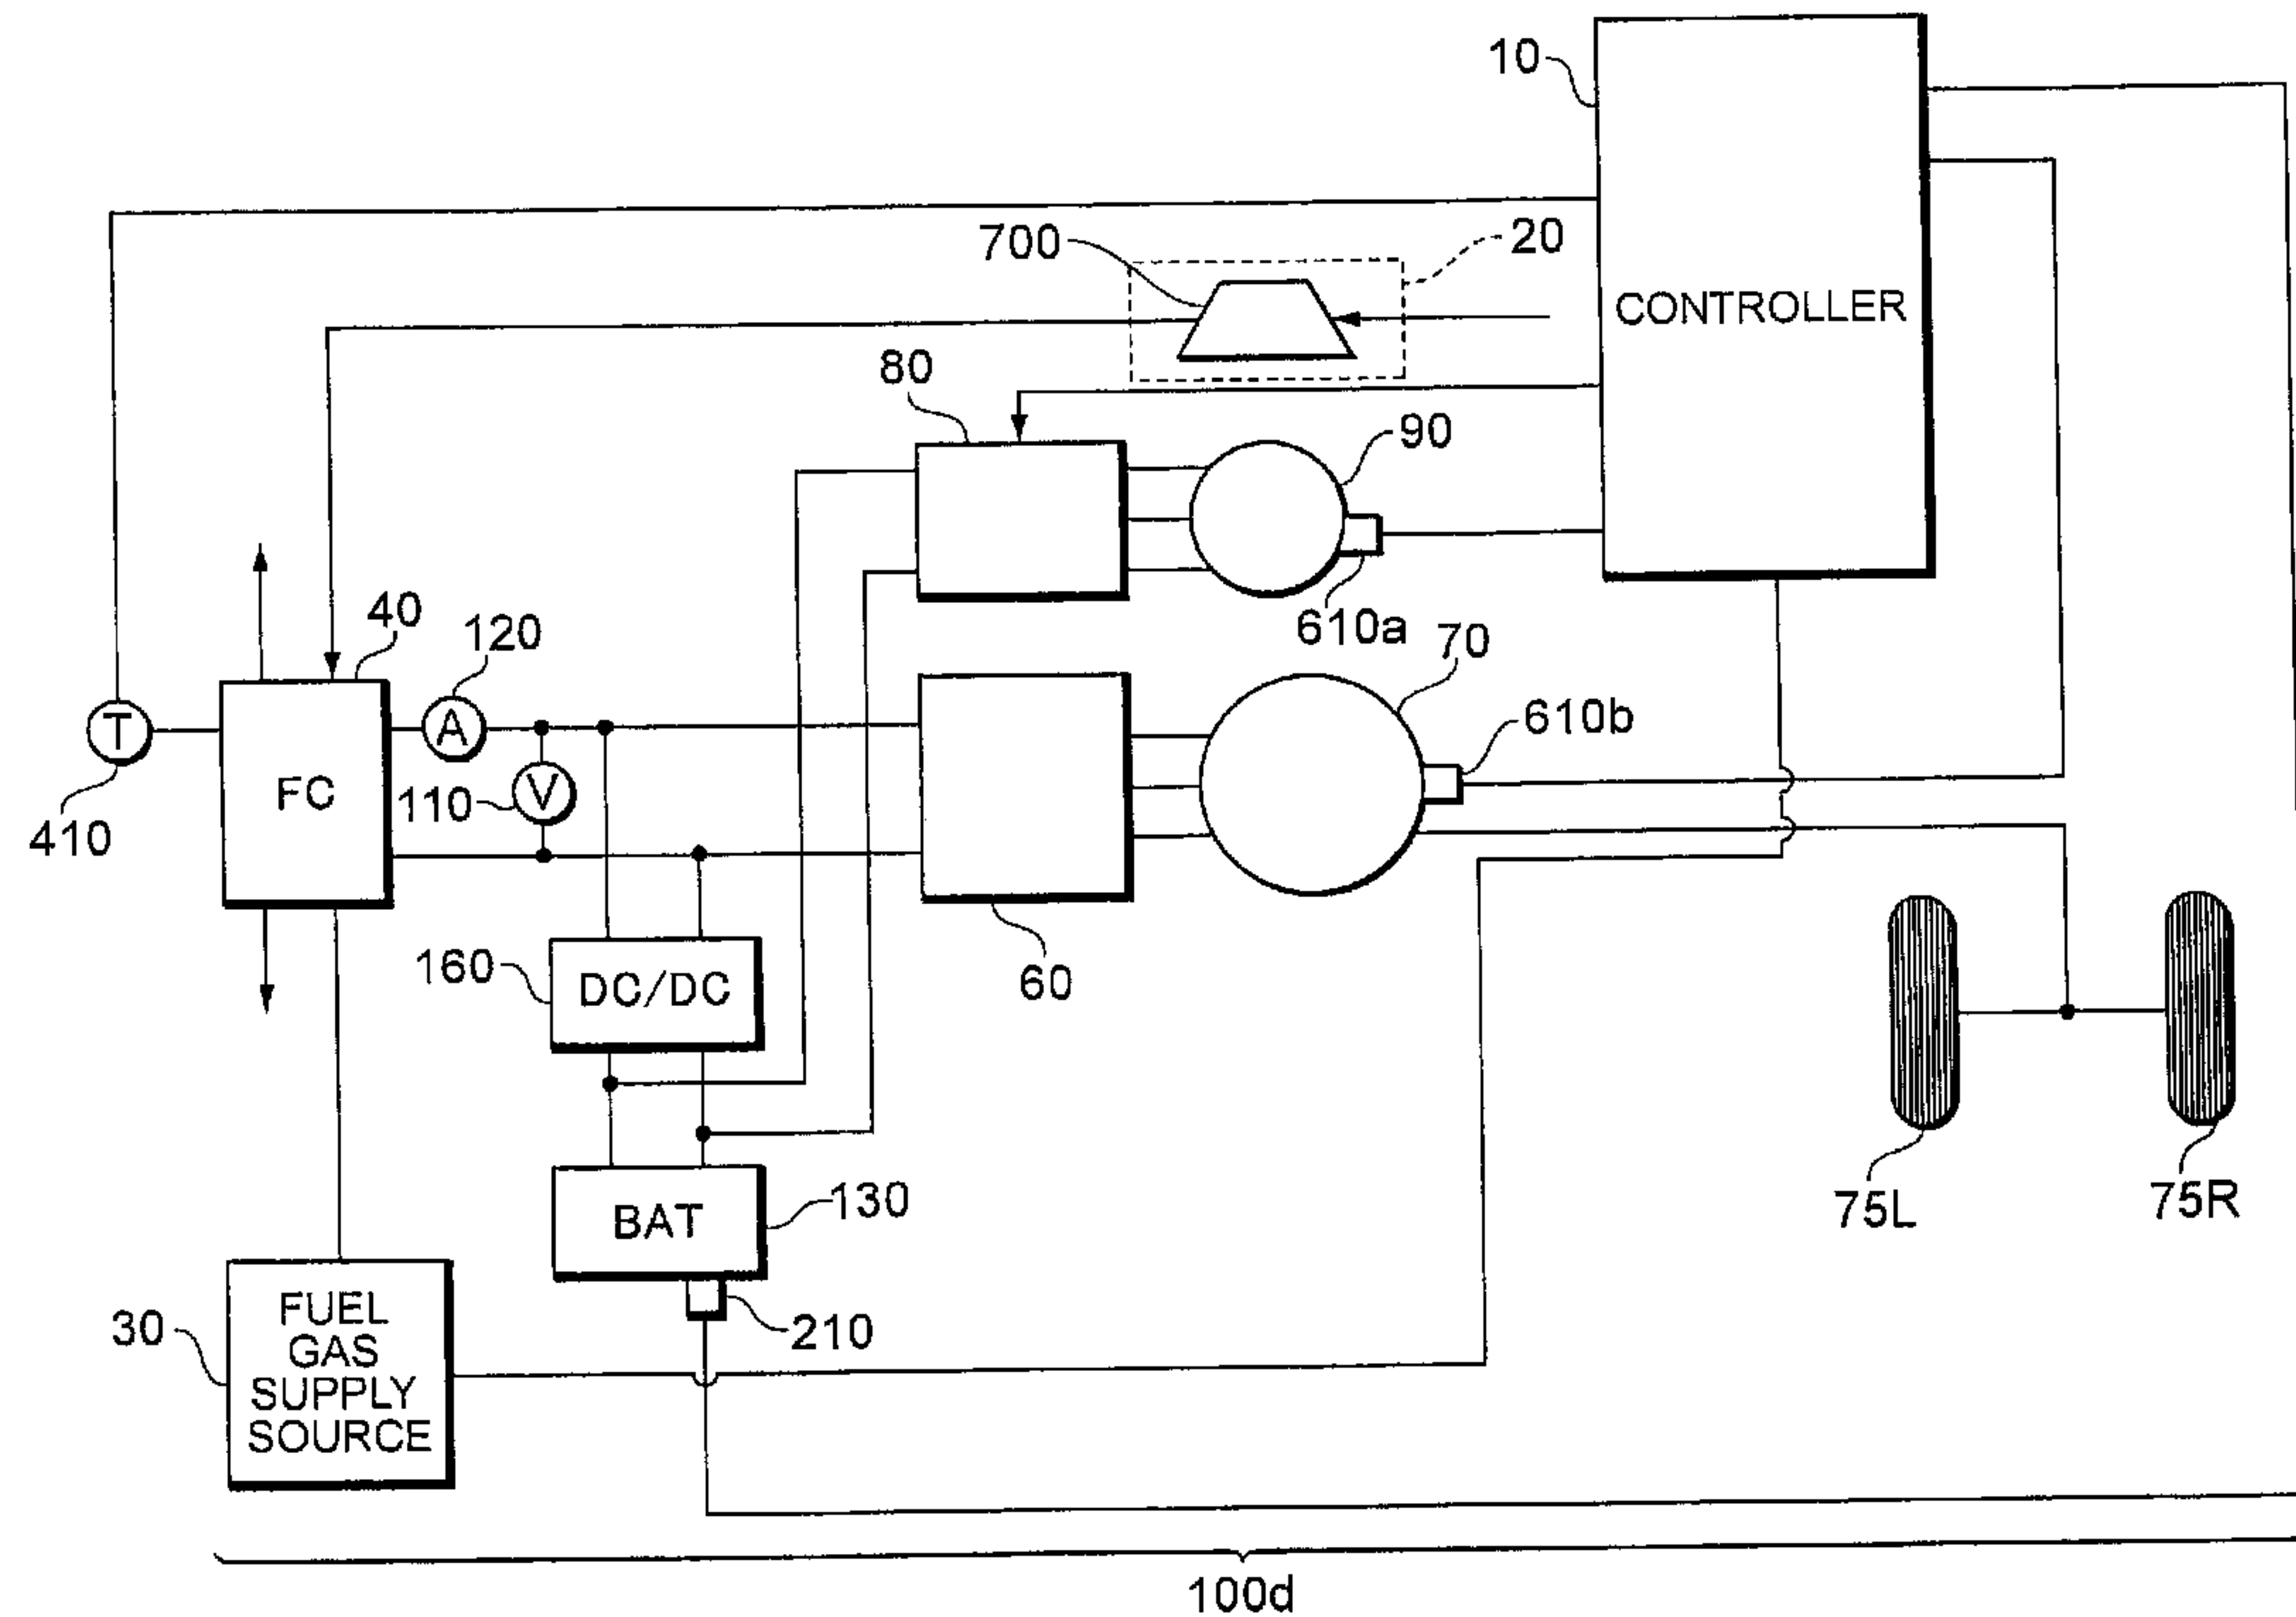 10
700
20
CONTROLLER
80
90
610a
40
120
A
T
FC
110
V
410
70
610b
160
DC/DC
60
BAT
130
210
75L
75R
30
FUEL
GAS
SUPPLY
SOURCE
100d